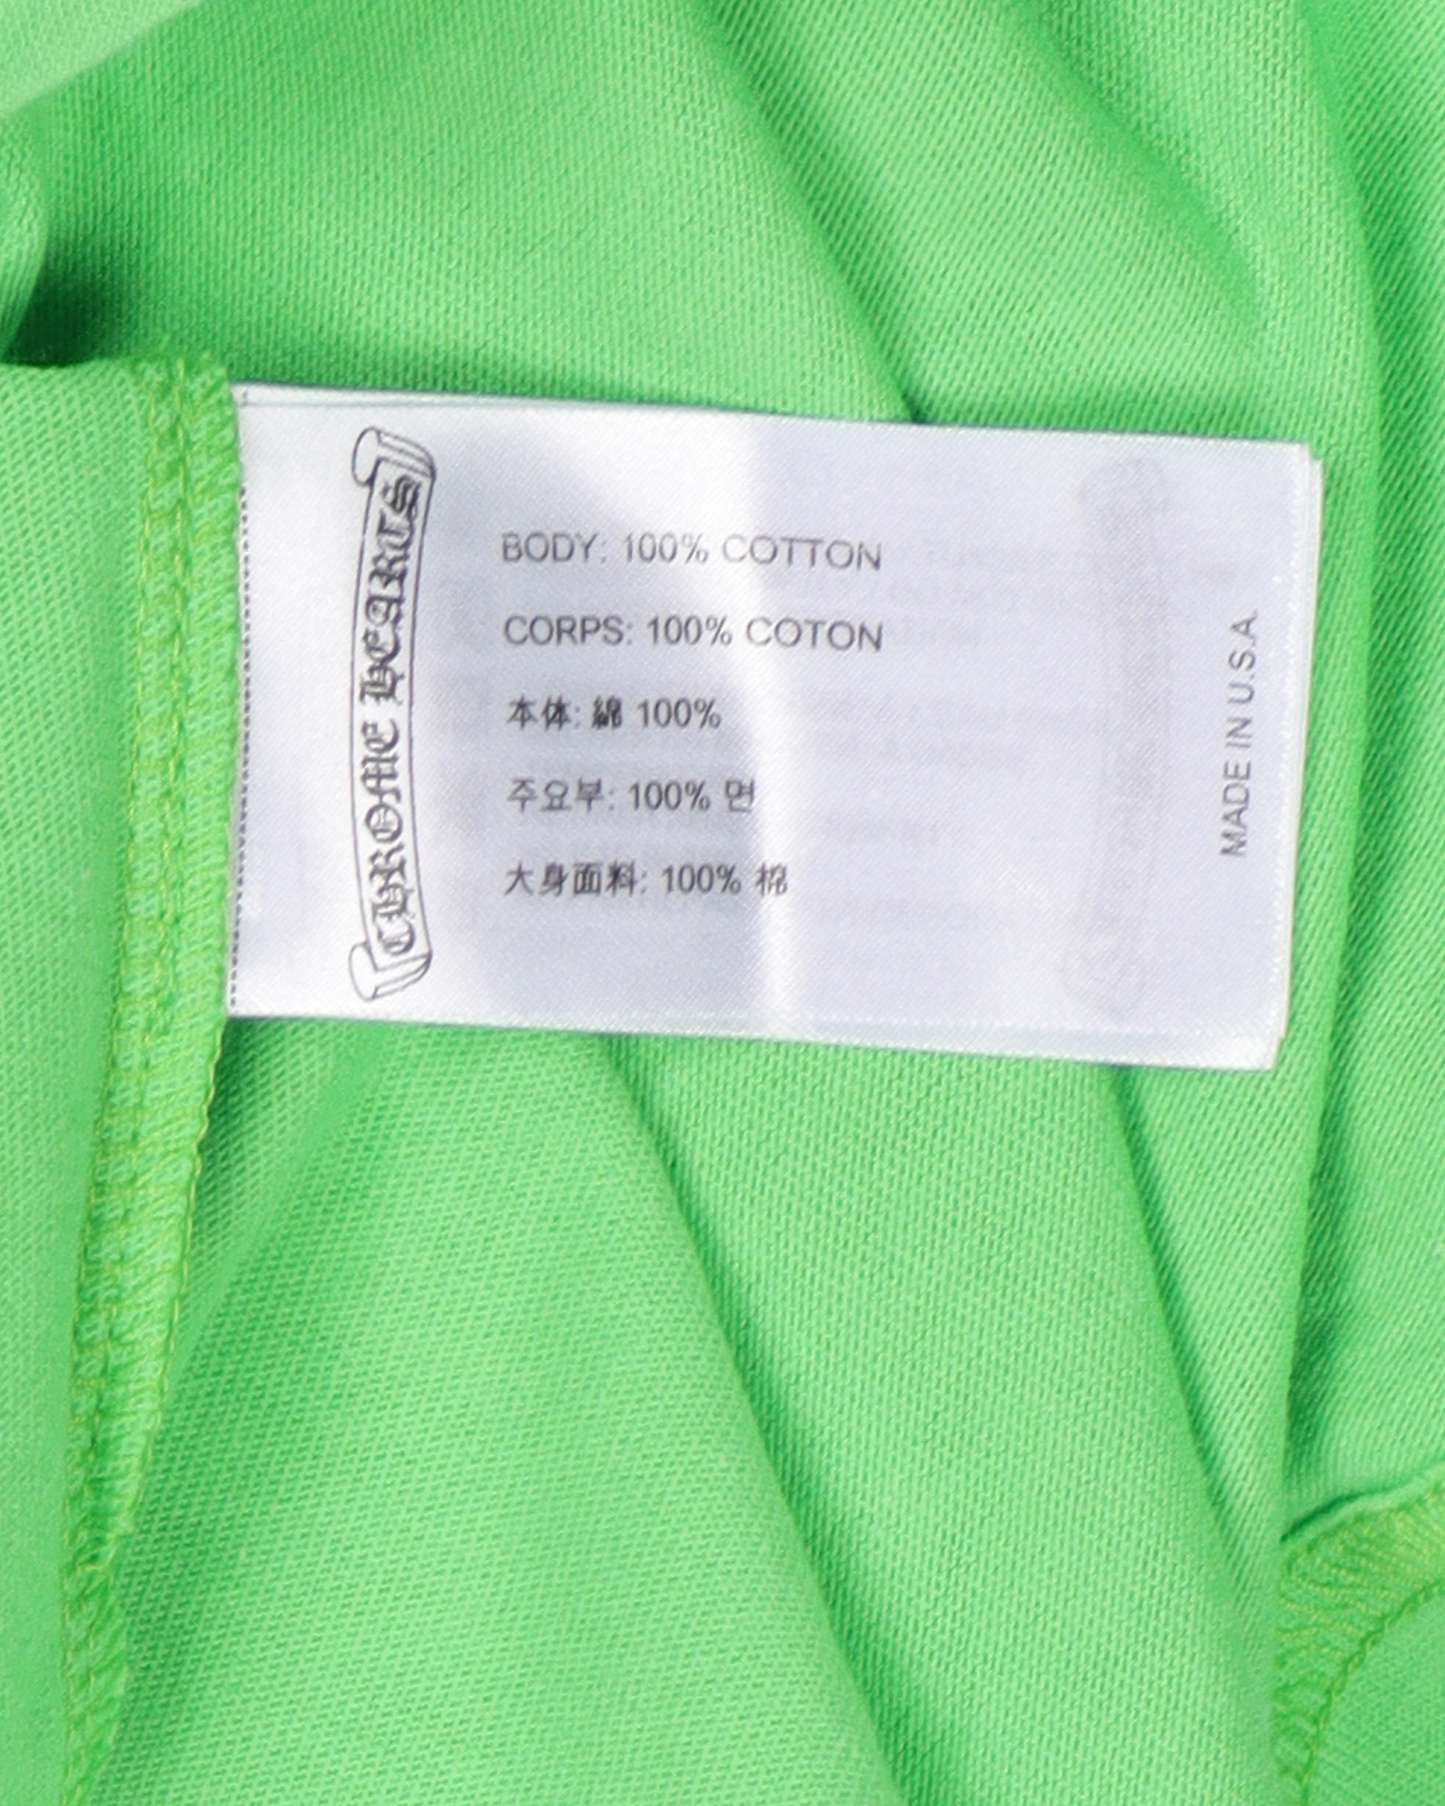 CHROME HEARTS
BODY: 100% COTTON
CORPS: 100% COTON
本体: 綿 100%
주요부: 100% 면
大身面料: 100% 棉
MADE IN U.S.A.